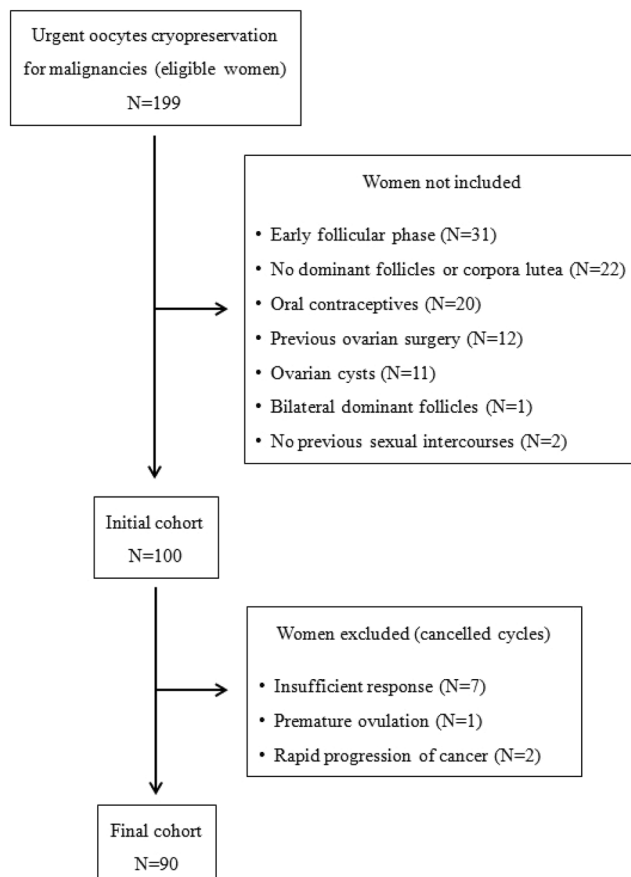 Urgent oocytes cryopreservation
for malignancies (eligible women)
N=199
Women not included
• Early follicular phase (N=31)
• No dominant follicles or corpora lutea (N=22)
• Oral contraceptives (N=20)
• Previous ovarian surgery (N=12)
• Ovarian cysts (N=11)
• Bilateral dominant follicles (N=1)
• No previous sexual intercourses (N=2)
Initial cohort
N=100
Women excluded (cancelled cycles)
• Insufficient response (N=7)
• Premature ovulation (N=1)
• Rapid progression of cancer (N=2)
Final cohort
N=90